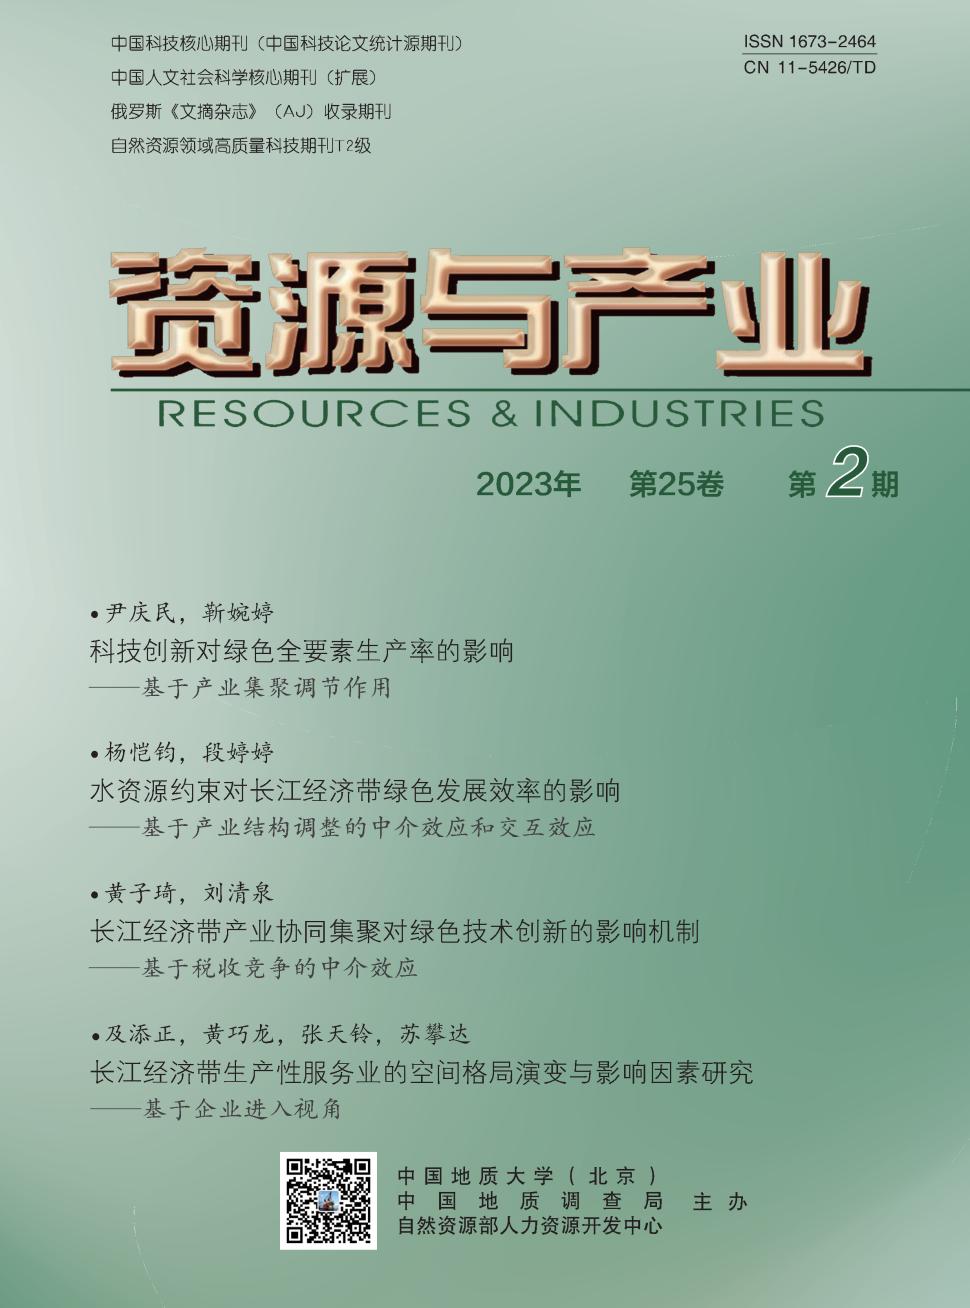 中国科技核心期刊（中国科技论文统计源期刊）
ISSN 1673-2464
中国人文社会科学核心期刊（扩展）
CN 11-5426/TD
俄罗斯《文摘杂志》（AJ）收录期刊
自然资源领域高质量科技期刊T2级
资源与产业
RESOURCES & INDUSTRIES
2023年 第25卷 第2期
•尹庆民，靳婉婷
科技创新对绿色全要素生产率的影响
——基于产业集聚调节作用
•杨恺钧，段婷婷
水资源约束对长江经济带绿色发展效率的影响
——基于产业结构调整的中介效应和交互效应
•黄子琦，刘清泉
长江经济带产业协同集聚对绿色技术创新的影响机制
——基于税收竞争的中介效应
•及添正，黄巧龙，张天铃，苏攀达
长江经济带生产性服务业的空间格局演变与影响因素研究
——基于企业进入视角
中国地质大学（北京）
中国地质调查局 主办
自然资源部人力资源开发中心